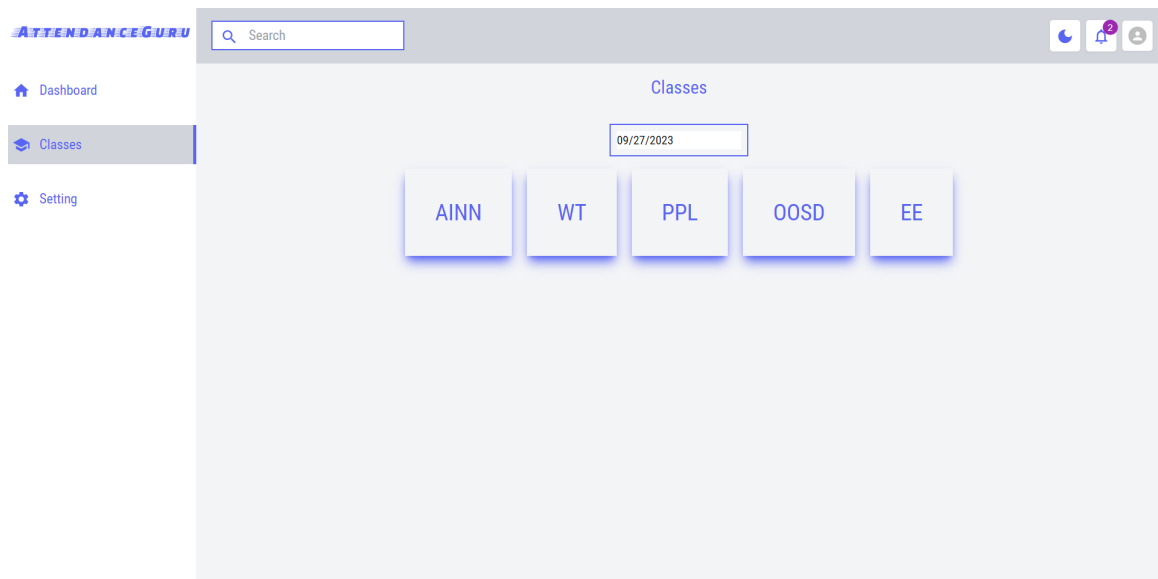 AttendanceGuru
Search
2
Dashboard
Classes
Setting
Classes
09/27/2023
AINN
WT
PPL
OOSD
EE